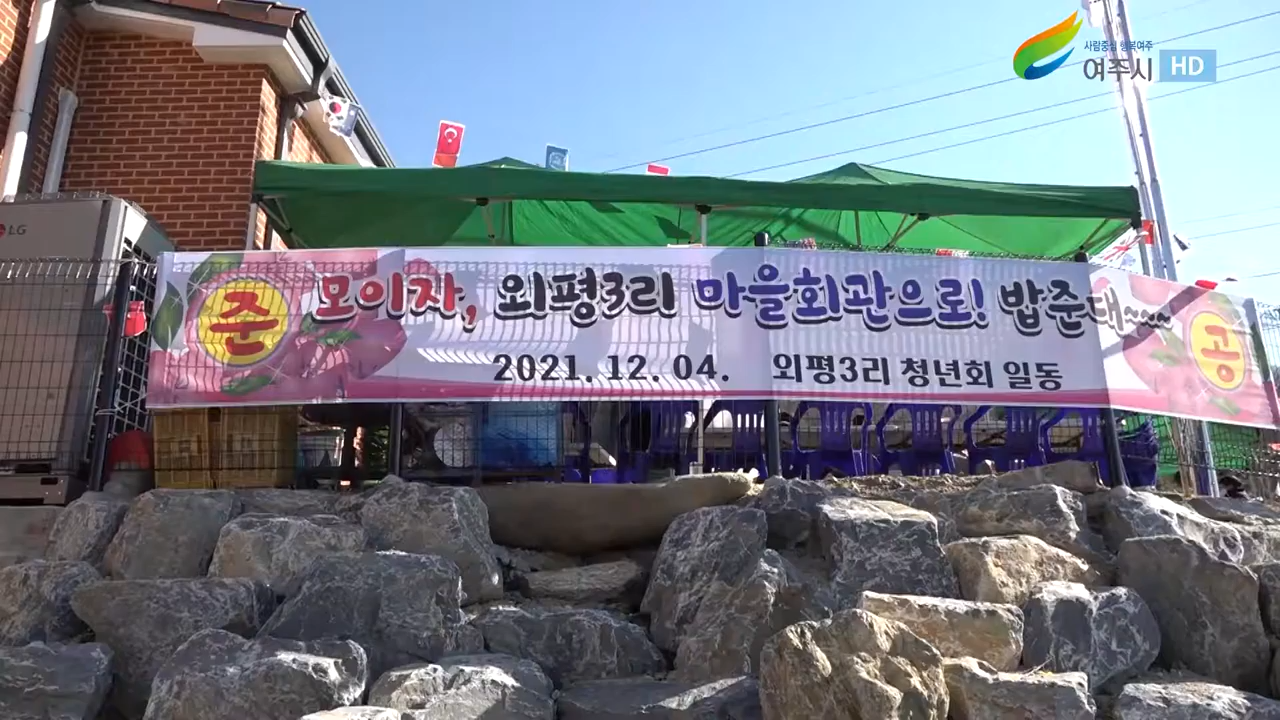 사람중심 행복여주
여주시 HD
LG
준 모이자, 외평3리 마을회관으로! 밥준대~~~ 공
2021. 12. 04. 외평3리 청년회 일동